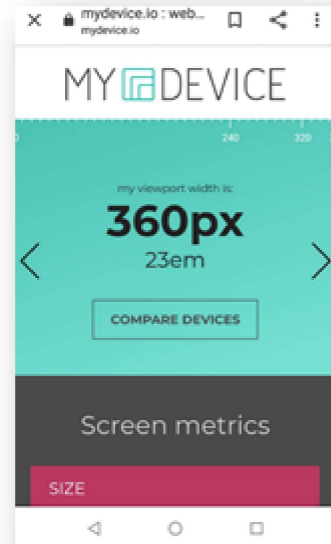 mydevice.io : web...
mydevice.io
MY DEVICE
0 240 320
my viewport width is:
360px
23em
COMPARE DEVICES
Screen metrics
SIZE